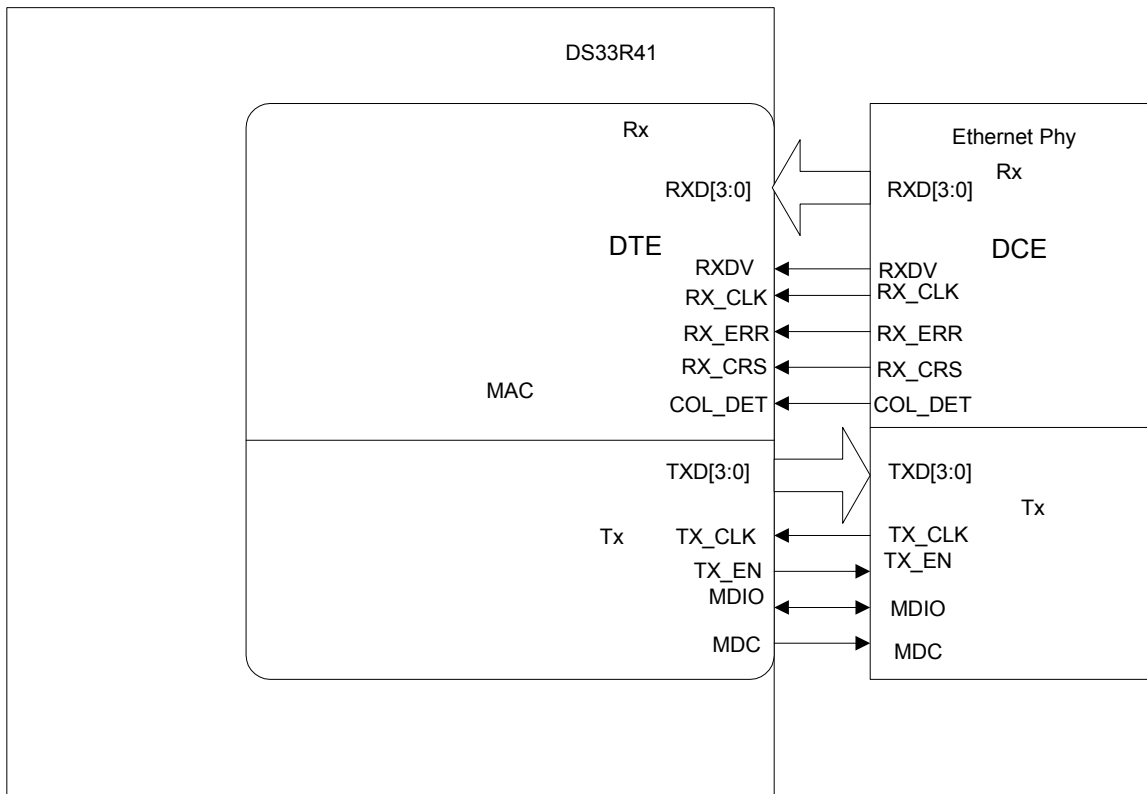 DS33R41
Rx
Ethernet Phy
Rx
RXD[3:0]
RXD[3:0]
DTE
DCE
RXDV
RXDV
RX_CLK
RX_CLK
RX_ERR
RX_ERR
RX_CRS
RX_CRS
MAC
COL_DET
COL_DET
TXD[3:0]
TXD[3:0]
Tx
Tx
TX_CLK
TX_CLK
TX_EN
TX_EN
MDIO
MDIO
MDC
MDC